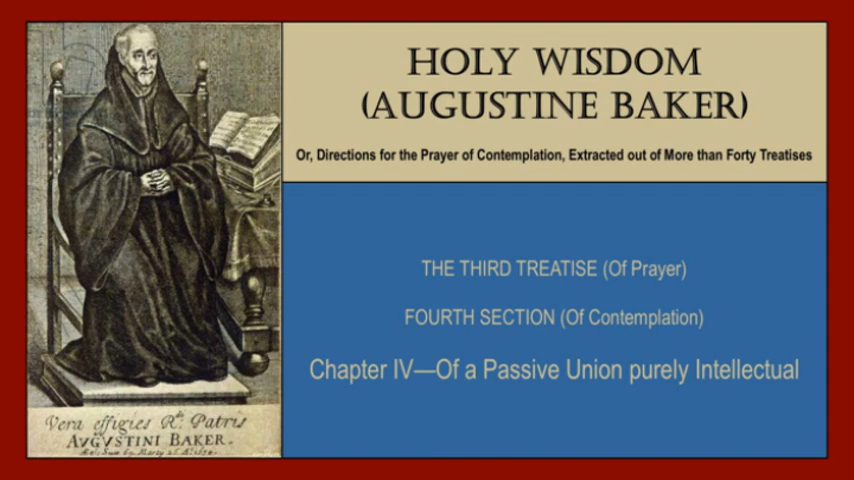 HOLY WISDOM
(AUGUSTINE BAKER)
Or, Directions for the Prayer of Contemplation, Extracted out of More than Forty Treatises
THE THIRD TREATISE (Of Prayer)
FOURTH SECTION (Of Contemplation)
Chapter IV—Of a Passive Union purely Intellectual
Vera effigies R. Patris
AVGVSTINI BAKER.